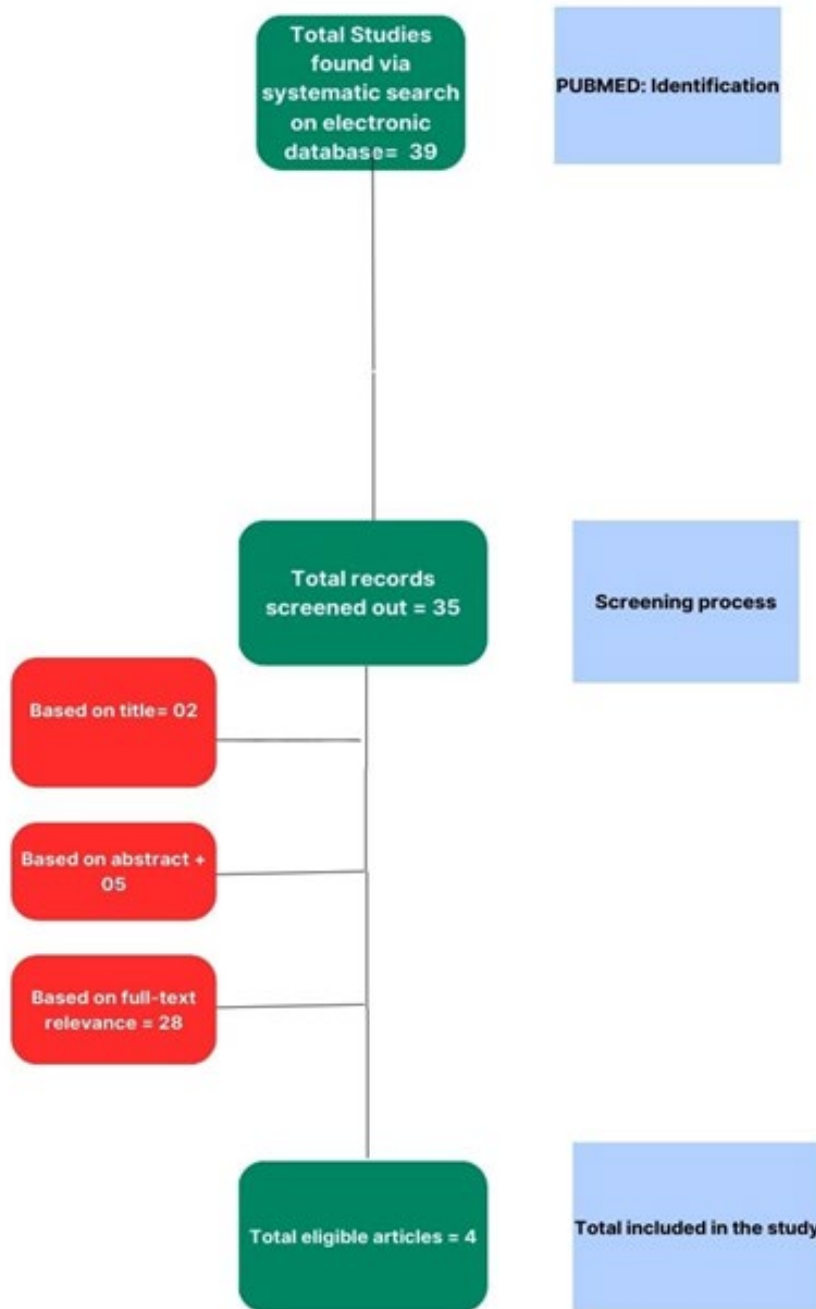 Total Studies
found via
systematic search
on electronic
database= 39
PUBMED: Identification
Total records
screened out = 35
Screening process
Based on title= 02
Based on abstract +
05
Based on full-text
relevance = 28
Total eligible articles = 4
Total included in the study